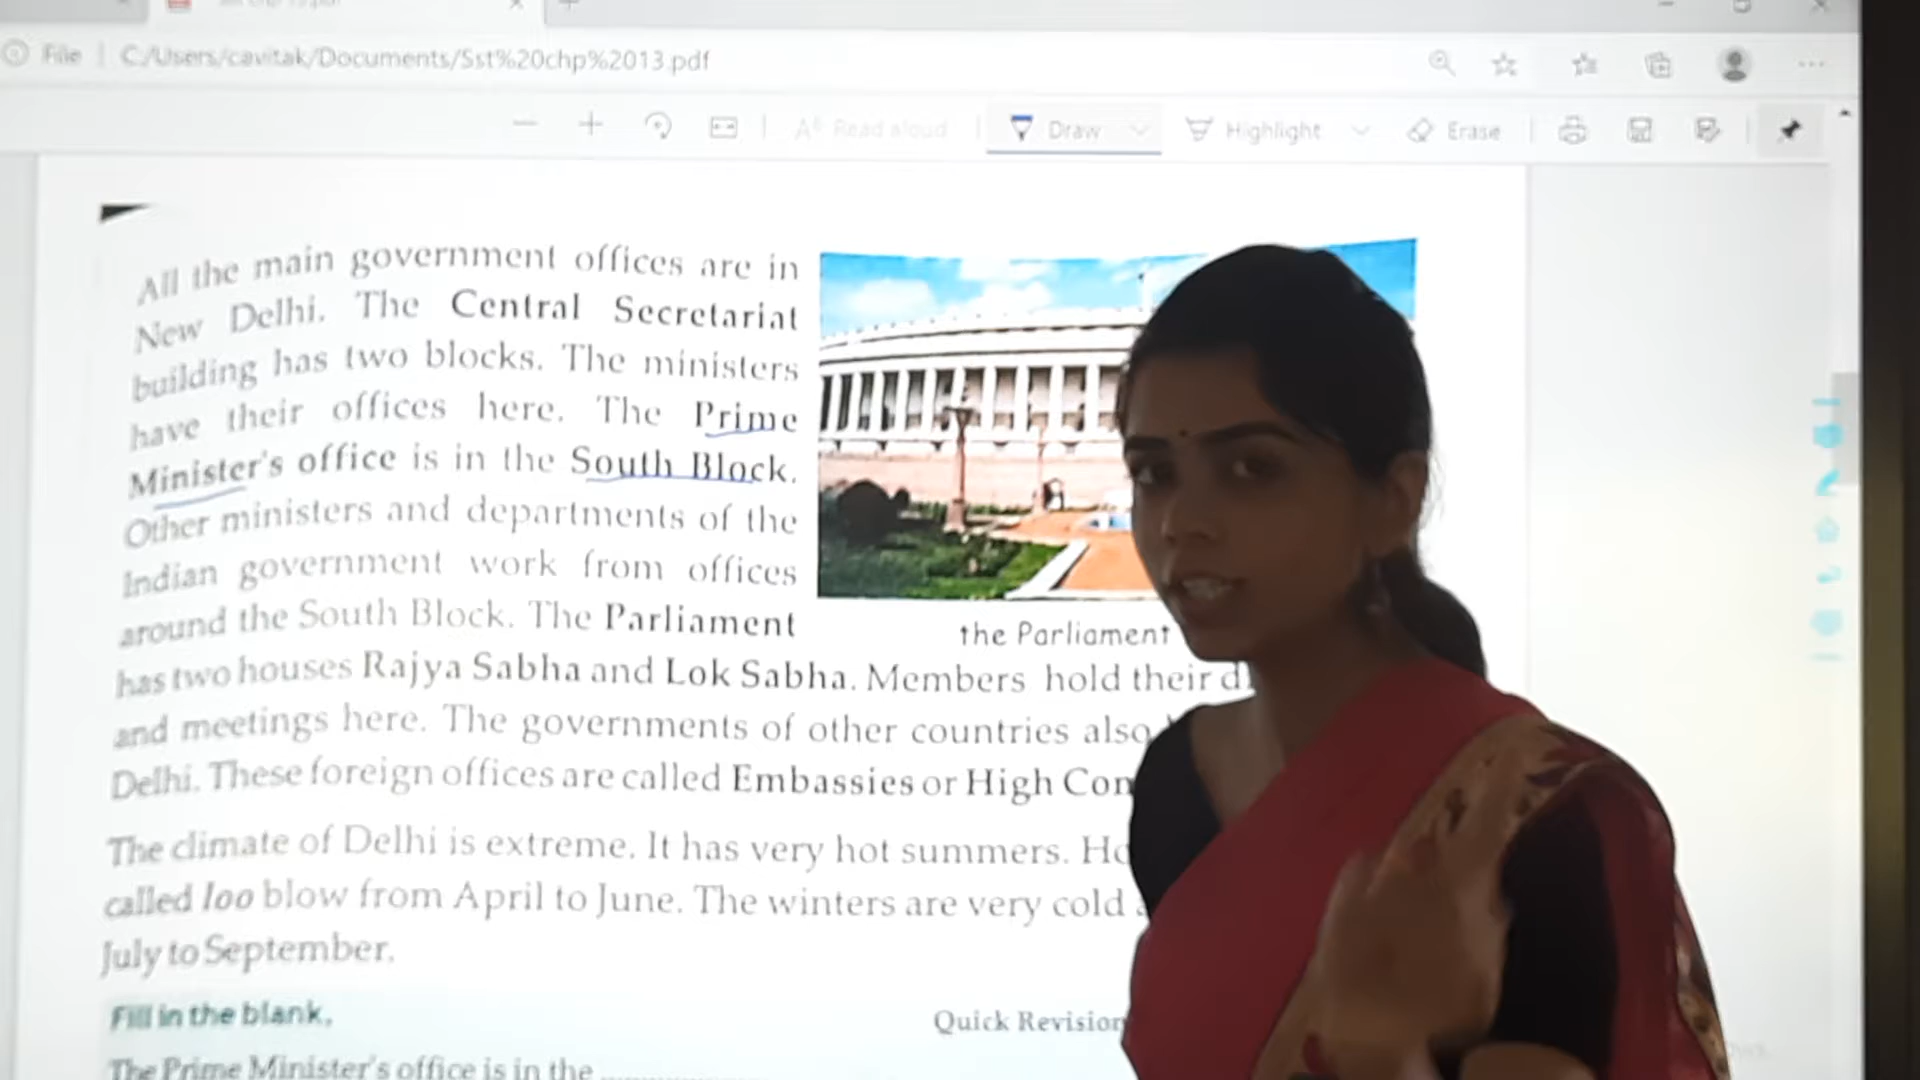 File | C:/Users/cavitak/Documents/Sst%20chp%2013.pdf
Read aloud Draw Highlight Erase
All the main government offices are in
New Delhi. The Central Secretariat
building has two blocks. The ministers
have their offices here. The Prime
Minister's office is in the South Block.
Other ministers and departments of the
Indian government work from offices
around the South Block. The Parliament
the Parliament
has two houses Rajya Sabha and Lok Sabha. Members hold their
and meetings here. The governments of other countries also
Delhi. These foreign offices are called Embassies or High
The climate of Delhi is extreme. It has very hot summers.
called loo blow from April to June. The winters are very cold
July to September.
Fill in the blank.
Quick Revision
The Prime Minister's office is in the